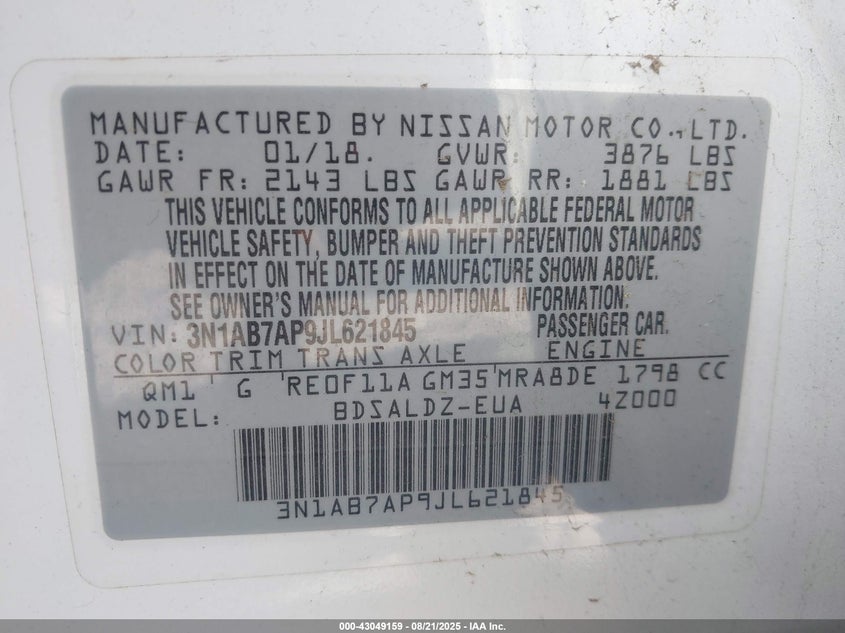 MANUFACTURED BY NISSAN MOTOR CO.,LTD.
DATE: 01/18. GVWR: 3876 LBS
GAWR FR: 2143 LBS GAWR RR: 1881 LBS
THIS VEHICLE CONFORMS TO ALL APPLICABLE FEDERAL MOTOR
VEHICLE SAFETY, BUMPER AND THEFT PREVENTION STANDARDS
IN EFFECT ON THE DATE OF MANUFACTURE SHOWN ABOVE.
SEE OWNER'S MANUAL FOR ADDITIONAL INFORMATION.
VIN: 3N1AB7AP9JL621845 PASSENGER CAR.
COLOR TRIM TRANS AXLE ENGINE
QM1 G RE0F11A GM35 MRA8DE 1798 CC
MODEL: BDSALDZ-EUA 4Z000
3N1AB7AP9JL621845
000-43049159 - 08/21/2025 - IAA Inc.